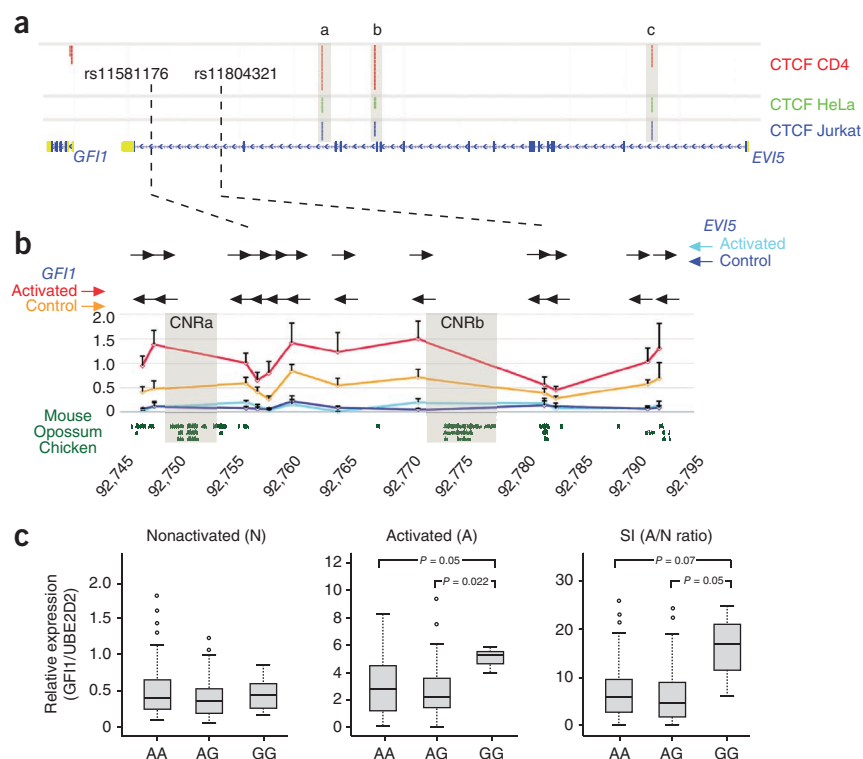 a
a b c
rs11581176 rs11804321
CTCF CD4
CTCF HeLa
CTCF Jurkat
GFI1 EVI5
b
EVI5
Activated
Control
GFI1
Activated
Control
CNRa CNRb
2.0
1.5
1.0
0.5
0
Mouse
Opossum
Chicken
92,745 92,750 92,755 92,760 92,765 92,770 92,775 92,780 92,785 92,790 92,795
c
Nonactivated (N) Activated (A) SI (A/N ratio)
Relative expression
(GFI1/UBE2D2)
2.0
1.5
1.0
0.5
0
AA AG GG
12
10
8
6
4
2
0
P = 0.05
P = 0.022
AA AG GG
30
20
10
0
P = 0.07
P = 0.05
AA AG GG